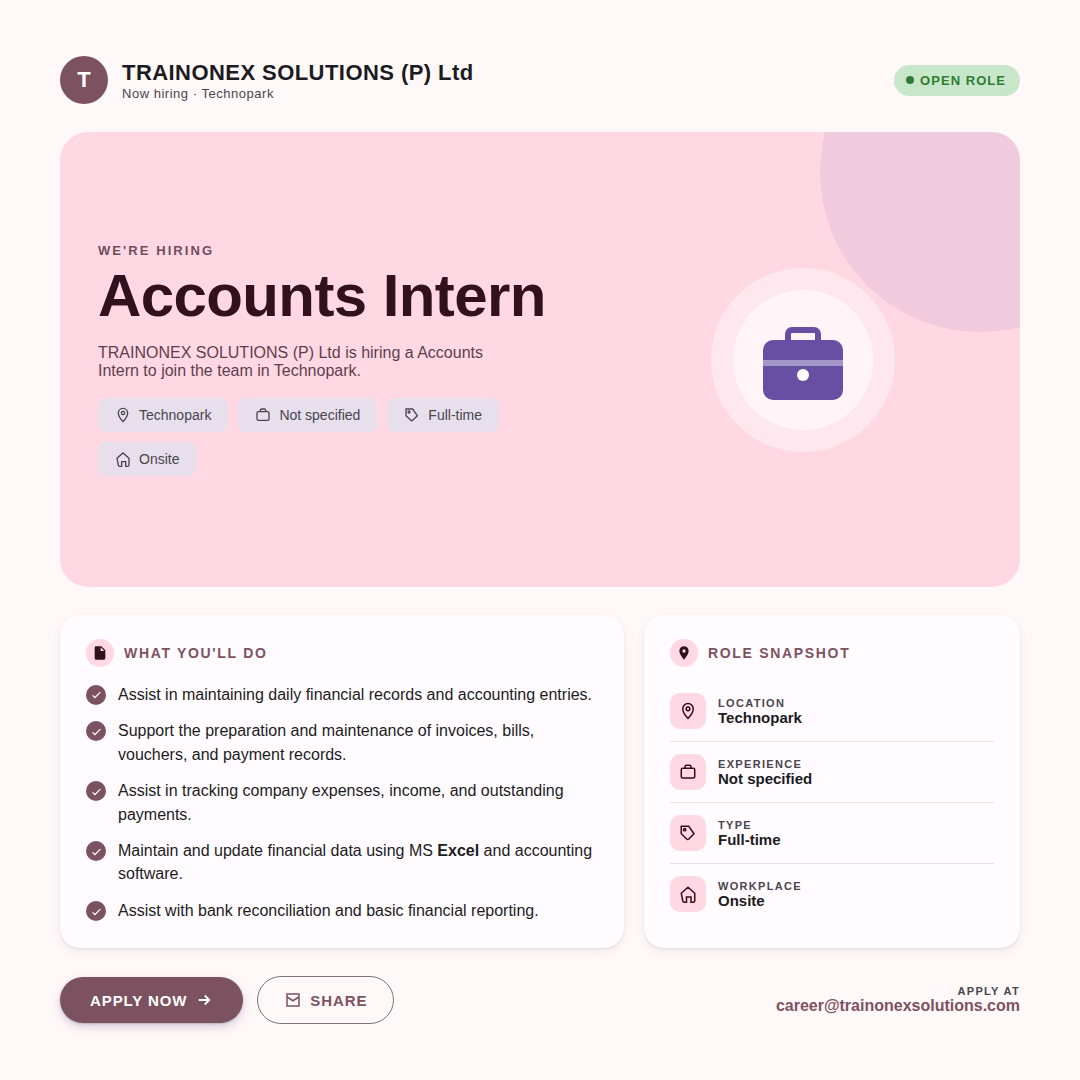 T
TRAINONEX SOLUTIONS (P) Ltd
Now hiring · Technopark
OPEN ROLE
WE'RE HIRING
Accounts Intern
TRAINONEX SOLUTIONS (P) Ltd is hiring a Accounts
Intern to join the team in Technopark.
Technopark
Not specified
Full-time
Onsite
WHAT YOU'LL DO
Assist in maintaining daily financial records and accounting entries.
Support the preparation and maintenance of invoices, bills,
vouchers, and payment records.
Assist in tracking company expenses, income, and outstanding
payments.
Maintain and update financial data using MS Excel and accounting
software.
Assist with bank reconciliation and basic financial reporting.
ROLE SNAPSHOT
LOCATION
Technopark
EXPERIENCE
Not specified
TYPE
Full-time
WORKPLACE
Onsite
APPLY NOW
SHARE
APPLY AT
career@trainonexsolutions.com